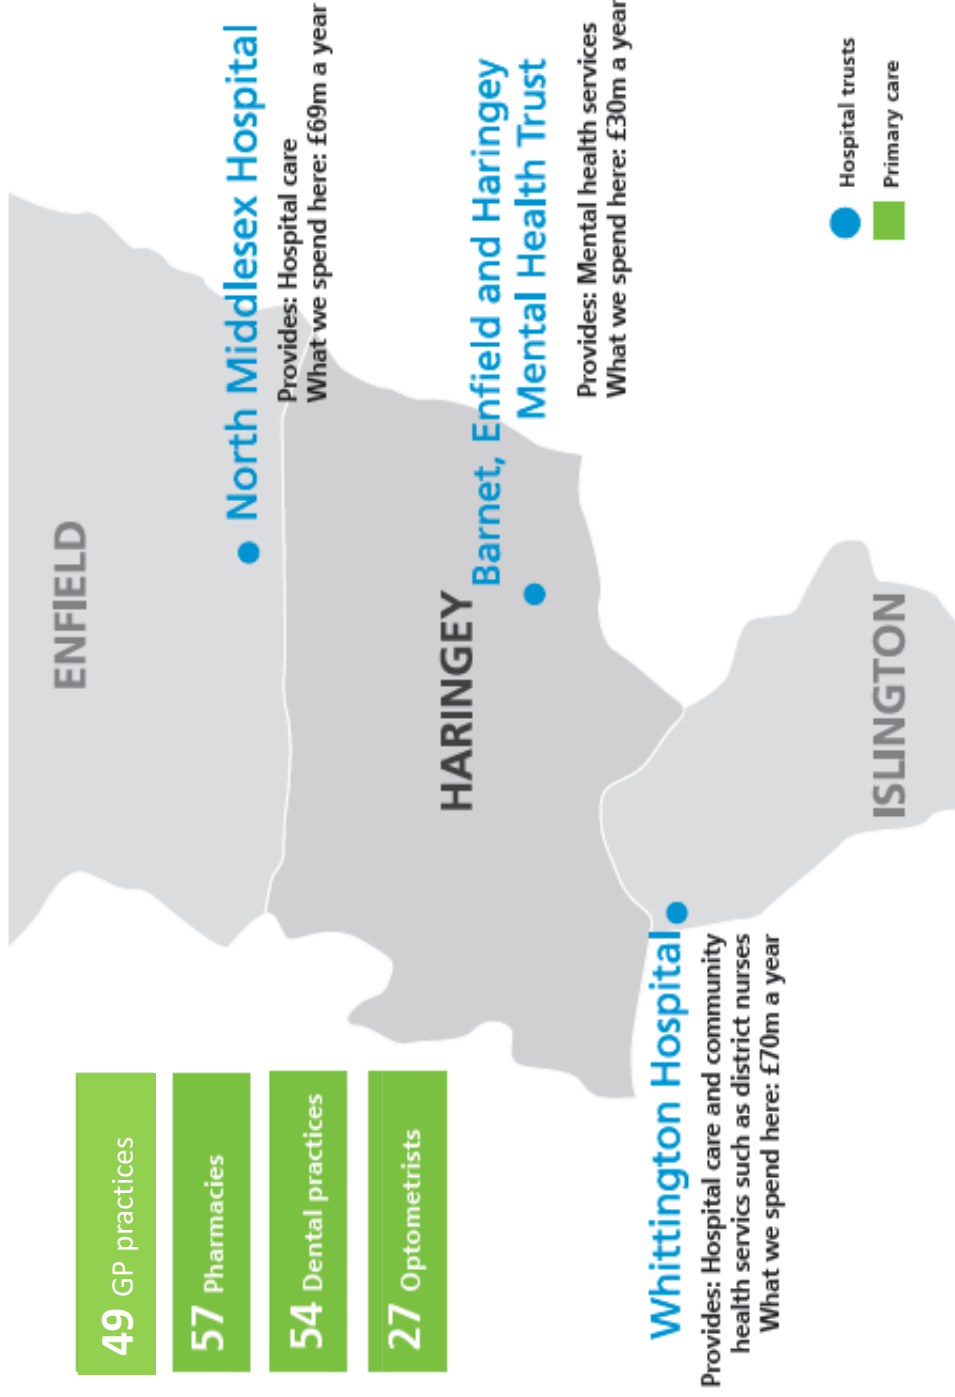 49 GP practices
57 Pharmacies
54 Dental practices
27 Optometrists
ENFIELD
North Middlesex Hospital
Provides: Hospital care
What we spend here: £69m a year
HARINGEY
Barnet, Enfield and Haringey
Mental Health Trust
Provides: Mental health services
What we spend here: £30m a year
Whittington Hospital
Provides: Hospital care and community
health servics such as district nurses
What we spend here: £70m a year
ISLINGTON
Hospital trusts
Primary care